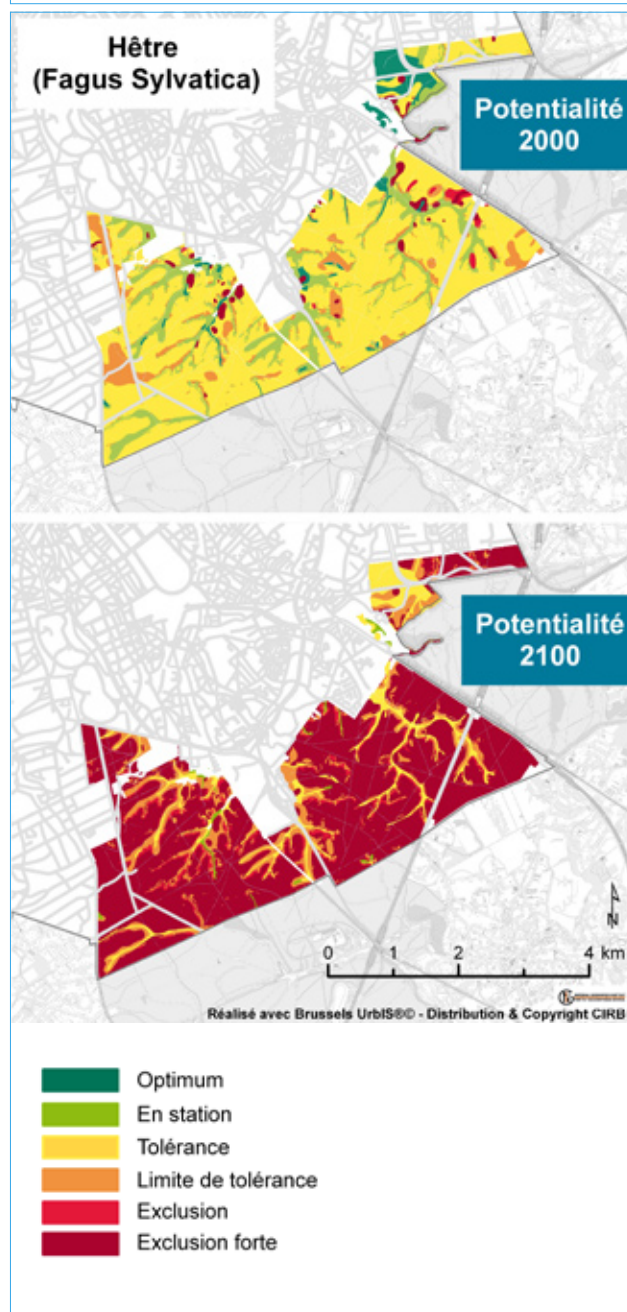 Hêtre
(Fagus Sylvatica)
Potentialité
2000
Potentialité
2100
N
0 1 2 4 km
Réalisé avec Brussels UrbIS®© - Distribution & Copyright CIRB
Optimum
En station
Tolérance
Limite de tolérance
Exclusion
Exclusion forte